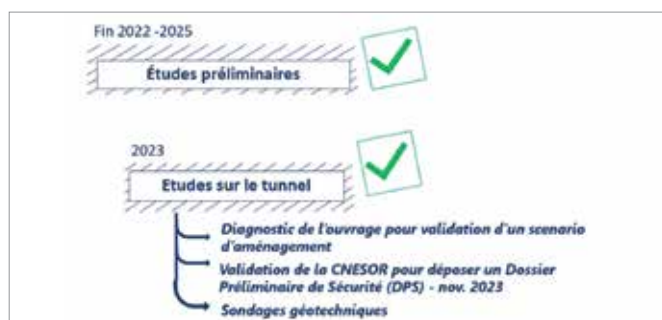 Fin 2022 -2025
Études préliminaires
2023
Etudes sur le tunnel
Diagnostic de l'ouvrage pour validation d'un scenario
d'aménagement
Validation de la CNESOR pour déposer un Dossier
Préliminaire de Sécurité (DPS) - nov. 2023
Sondages géotechniques